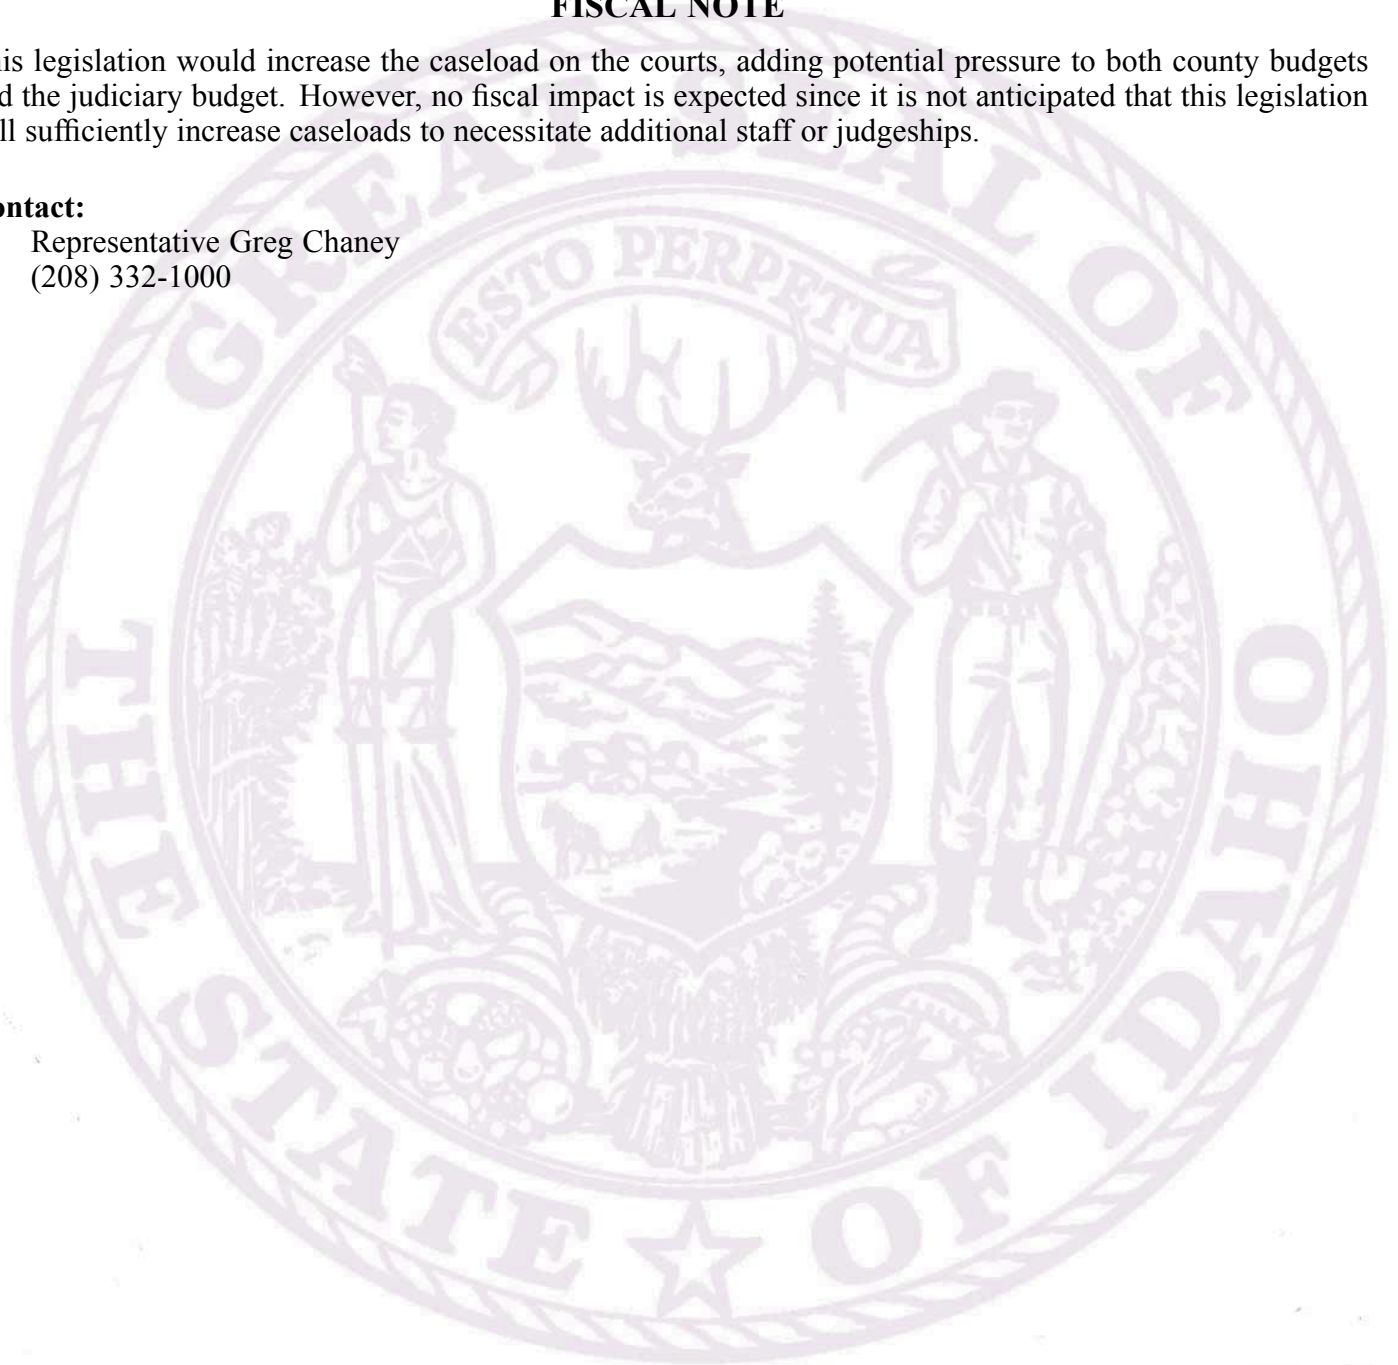 FISCAL NOTE
is legislation would increase the caseload on the courts, adding potential pressure to both county budgets
d the judiciary budget. However, no fiscal impact is expected since it is not anticipated that this legislation
ll sufficiently increase caseloads to necessitate additional staff or judgeships.
ontact:
Representative Greg Chaney
(208) 332-1000
GREAT SEAL OF
ESTO PERPETUA
THE STATE OF IDAHO